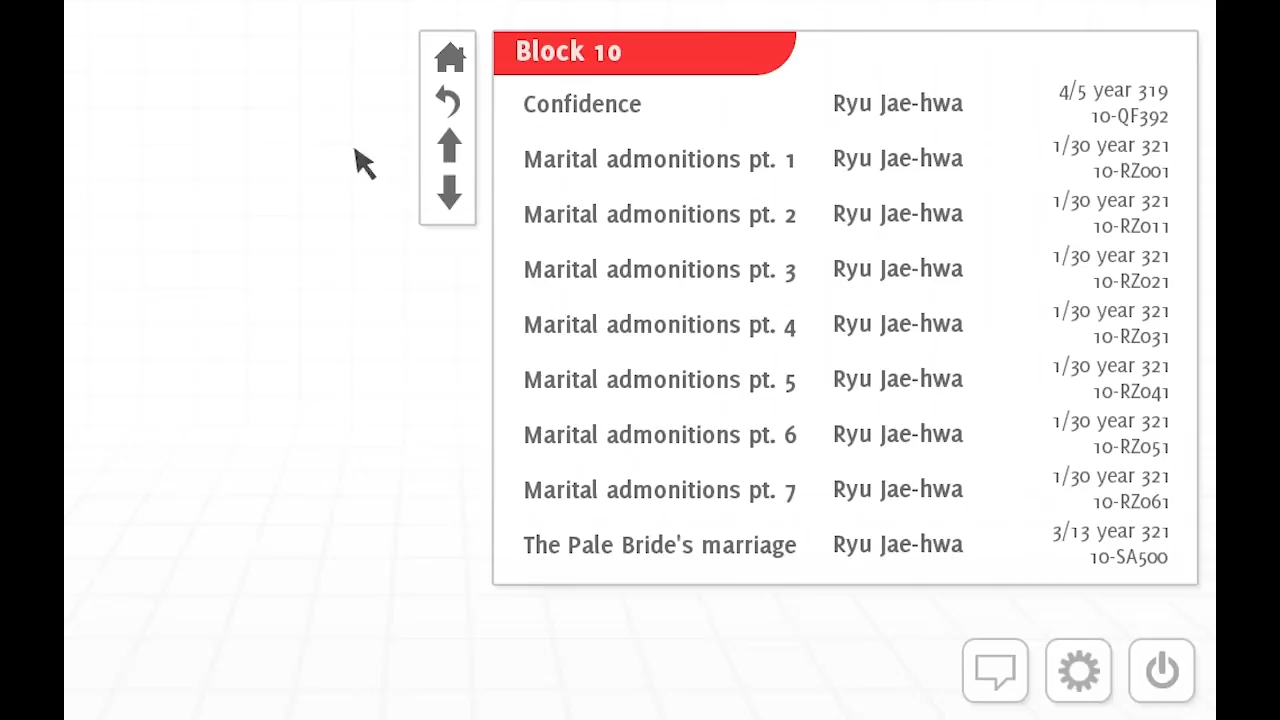 Block 10
Confidence Ryu Jae-hwa 4/5 year 319
10-QF392
Marital admonitions pt. 1 Ryu Jae-hwa 1/30 year 321
10-RZ001
Marital admonitions pt. 2 Ryu Jae-hwa 1/30 year 321
10-RZ011
Marital admonitions pt. 3 Ryu Jae-hwa 1/30 year 321
10-RZ021
Marital admonitions pt. 4 Ryu Jae-hwa 1/30 year 321
10-RZ031
Marital admonitions pt. 5 Ryu Jae-hwa 1/30 year 321
10-RZ041
Marital admonitions pt. 6 Ryu Jae-hwa 1/30 year 321
10-RZ051
Marital admonitions pt. 7 Ryu Jae-hwa 1/30 year 321
10-RZ061
The Pale Bride's marriage Ryu Jae-hwa 3/13 year 321
10-SA500